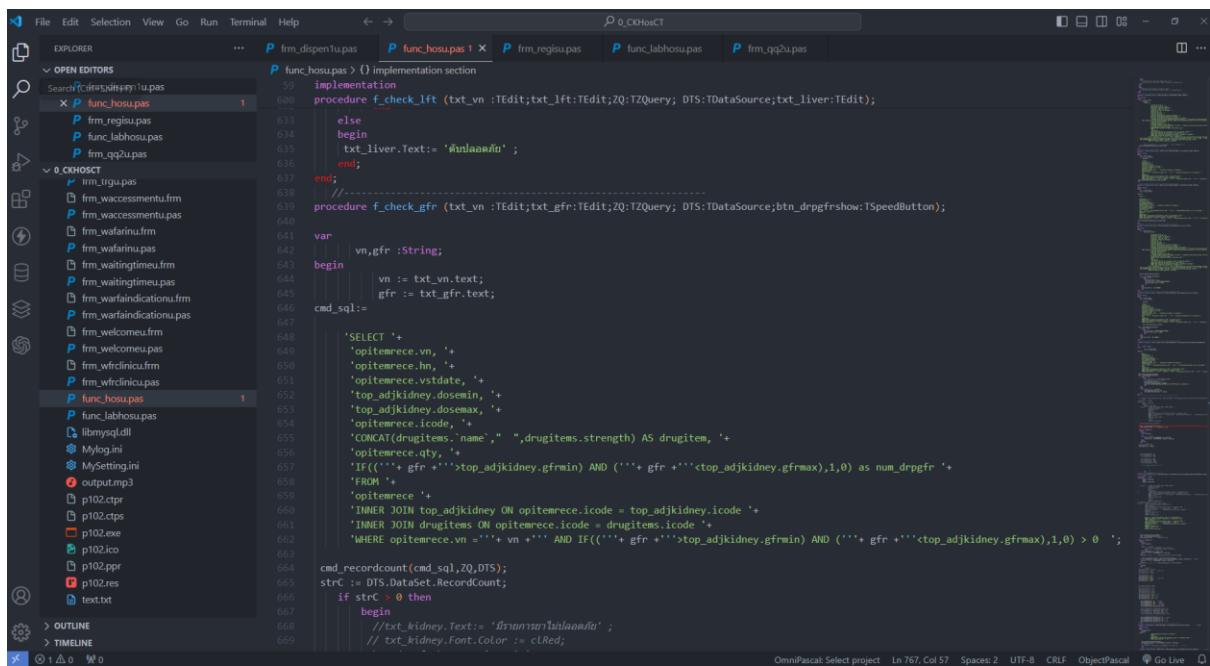 File Edit Selection View Go Run Terminal Help
0_CKHosCT
EXPLORER
OPEN EDITORS
Search (Ctrl+Shift+F)
func_hosu.pas 1
frm_regisu.pas
func_labhosu.pas
frm_qq2u.pas
0_CKHOSCT
frm_trgu.pas
frm_waccessmentu.frm
frm_waccessmentu.pas
frm_wafarinu.frm
frm_wafarinu.pas
frm_waitingtimeu.frm
frm_waitingtimeu.pas
frm_warfaindicationu.frm
frm_warfaindicationu.pas
frm_welcomeu.frm
frm_welcomeu.pas
frm_wfrclinicu.frm
frm_wfrclinicu.pas
func_hosu.pas 1
func_labhosu.pas
libmysql.dll
Mylog.ini
MySetting.ini
output.mp3
p102.ctpr
p102.ctps
p102.exe
p102.ico
p102.ppr
p102.res
text.txt
OUTLINE
TIMELINE
frm_dispen1u.pas func_hosu.pas 1 frm_regisu.pas func_labhosu.pas frm_qq2u.pas
func_hosu.pas > {} implementation section
59 implementation
600 procedure f_check_lft (txt_vn :TEdit;txt_lft:TEdit;ZQ:TZQuery; DTS:TDataSource;txt_liver:TEdit);
633 else
634 begin
635 txt_liver.Text:= 'ตับปลอดภัย' ;
636 end;
637 end;
638 //--------------------------------------------------------------
639 procedure f_check_gfr (txt_vn :TEdit;txt_gfr:TEdit;ZQ:TZQuery; DTS:TDataSource;btn_drpgfrshow:TSpeedButton);
640
641 var
642 vn,gfr :String;
643 begin
644 vn := txt_vn.text;
645 gfr := txt_gfr.text;
646 cmd_sql:=
647
648 'SELECT '+
649 'opitemrece.vn, '+
650 'opitemrece.hn, '+
651 'opitemrece.vstdate, '+
652 'top_adjkidney.dosemin, '+
653 'top_adjkidney.dosemax, '+
654 'opitemrece.icode, '+
655 'CONCAT(drugitems.`name`," ",drugitems.strength) AS drugitem, '+
656 'opitemrece.qty, '+
657 'IF(('''+ gfr +'''>top_adjkidney.gfrmin) AND ('''+ gfr +'''<top_adjkidney.gfrmax),1,0) as num_drpgfr '+
658 'FROM '+
659 'opitemrece '+
660 'INNER JOIN top_adjkidney ON opitemrece.icode = top_adjkidney.icode '+
661 'INNER JOIN drugitems ON opitemrece.icode = drugitems.icode '+
662 'WHERE opitemrece.vn ='''+ vn +''' AND IF(('''+ gfr +'''>top_adjkidney.gfrmin) AND ('''+ gfr +'''<top_adjkidney.gfrmax),1,0) > 0 ';
663
664 cmd_recordcount(cmd_sql,ZQ,DTS);
665 strC := DTS.DataSet.RecordCount;
666 if strC > 0 then
667 begin
668 //txt_kidney.Text:= 'มีรายการยาไม่ปลอดภัย' ;
669 // txt_kidney.Font.Color := clRed;
1 0 0 OmniPascal: Select project Ln 767, Col 57 Spaces: 2 UTF-8 CRLF ObjectPascal Go Live